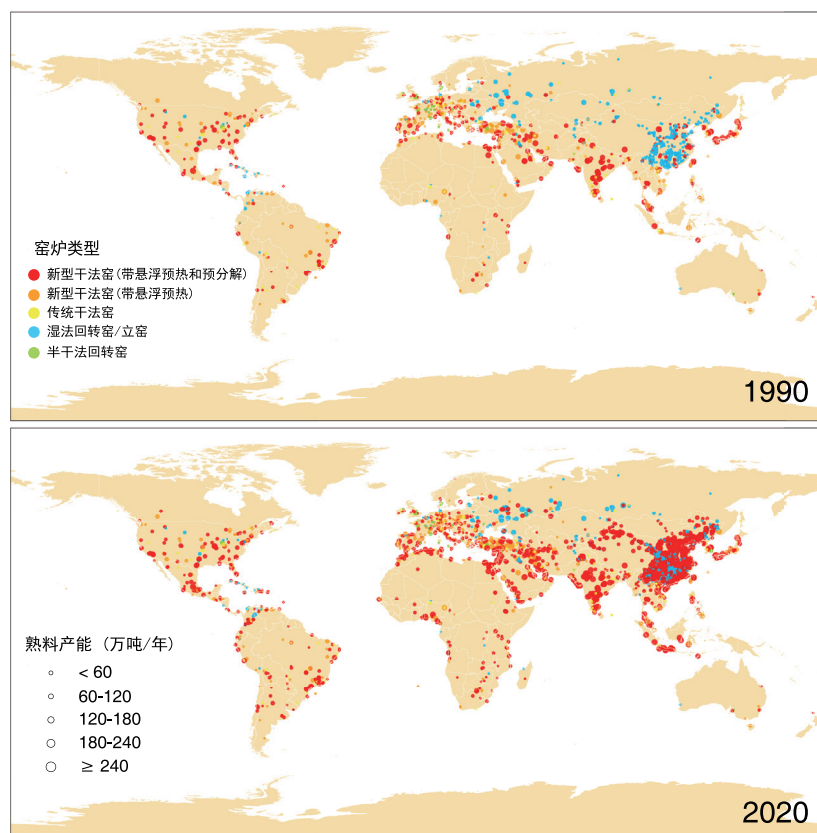 窑炉类型
新型干法窑(带悬浮预热和预分解)
新型干法窑(带悬浮预热)
传统干法窑
湿法回转窑/立窑
半干法回转窑
1990
熟料产能 (万吨/年)
< 60
60-120
120-180
180-240
≥ 240
2020